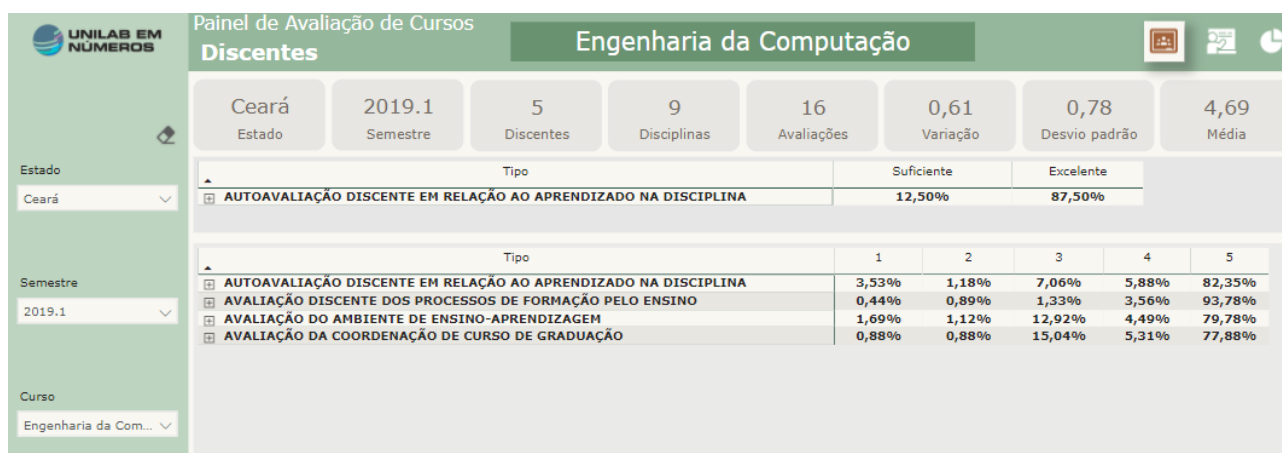 UNILAB EM
NÚMEROS
Painel de Avaliação de Cursos
Discentes
Engenharia da Computação
Ceará
Estado
2019.1
Semestre
5
Discentes
9
Disciplinas
16
Avaliações
0,61
Variação
0,78
Desvio padrão
4,69
Média
Estado
Ceará
Semestre
2019.1
Curso
Engenharia da Com...
Tipo Suficiente Excelente
AUTOAVALIAÇÃO DISCENTE EM RELAÇÃO AO APRENDIZADO NA DISCIPLINA 12,50% 87,50%
Tipo 1 2 3 4 5
AUTOAVALIAÇÃO DISCENTE EM RELAÇÃO AO APRENDIZADO NA DISCIPLINA 3,53% 1,18% 7,06% 5,88% 82,35%
AVALIAÇÃO DISCENTE DOS PROCESSOS DE FORMAÇÃO PELO ENSINO 0,44% 0,89% 1,33% 3,56% 93,78%
AVALIAÇÃO DO AMBIENTE DE ENSINO-APRENDIZAGEM 1,69% 1,12% 12,92% 4,49% 79,78%
AVALIAÇÃO DA COORDENAÇÃO DE CURSO DE GRADUAÇÃO 0,88% 0,88% 15,04% 5,31% 77,88%